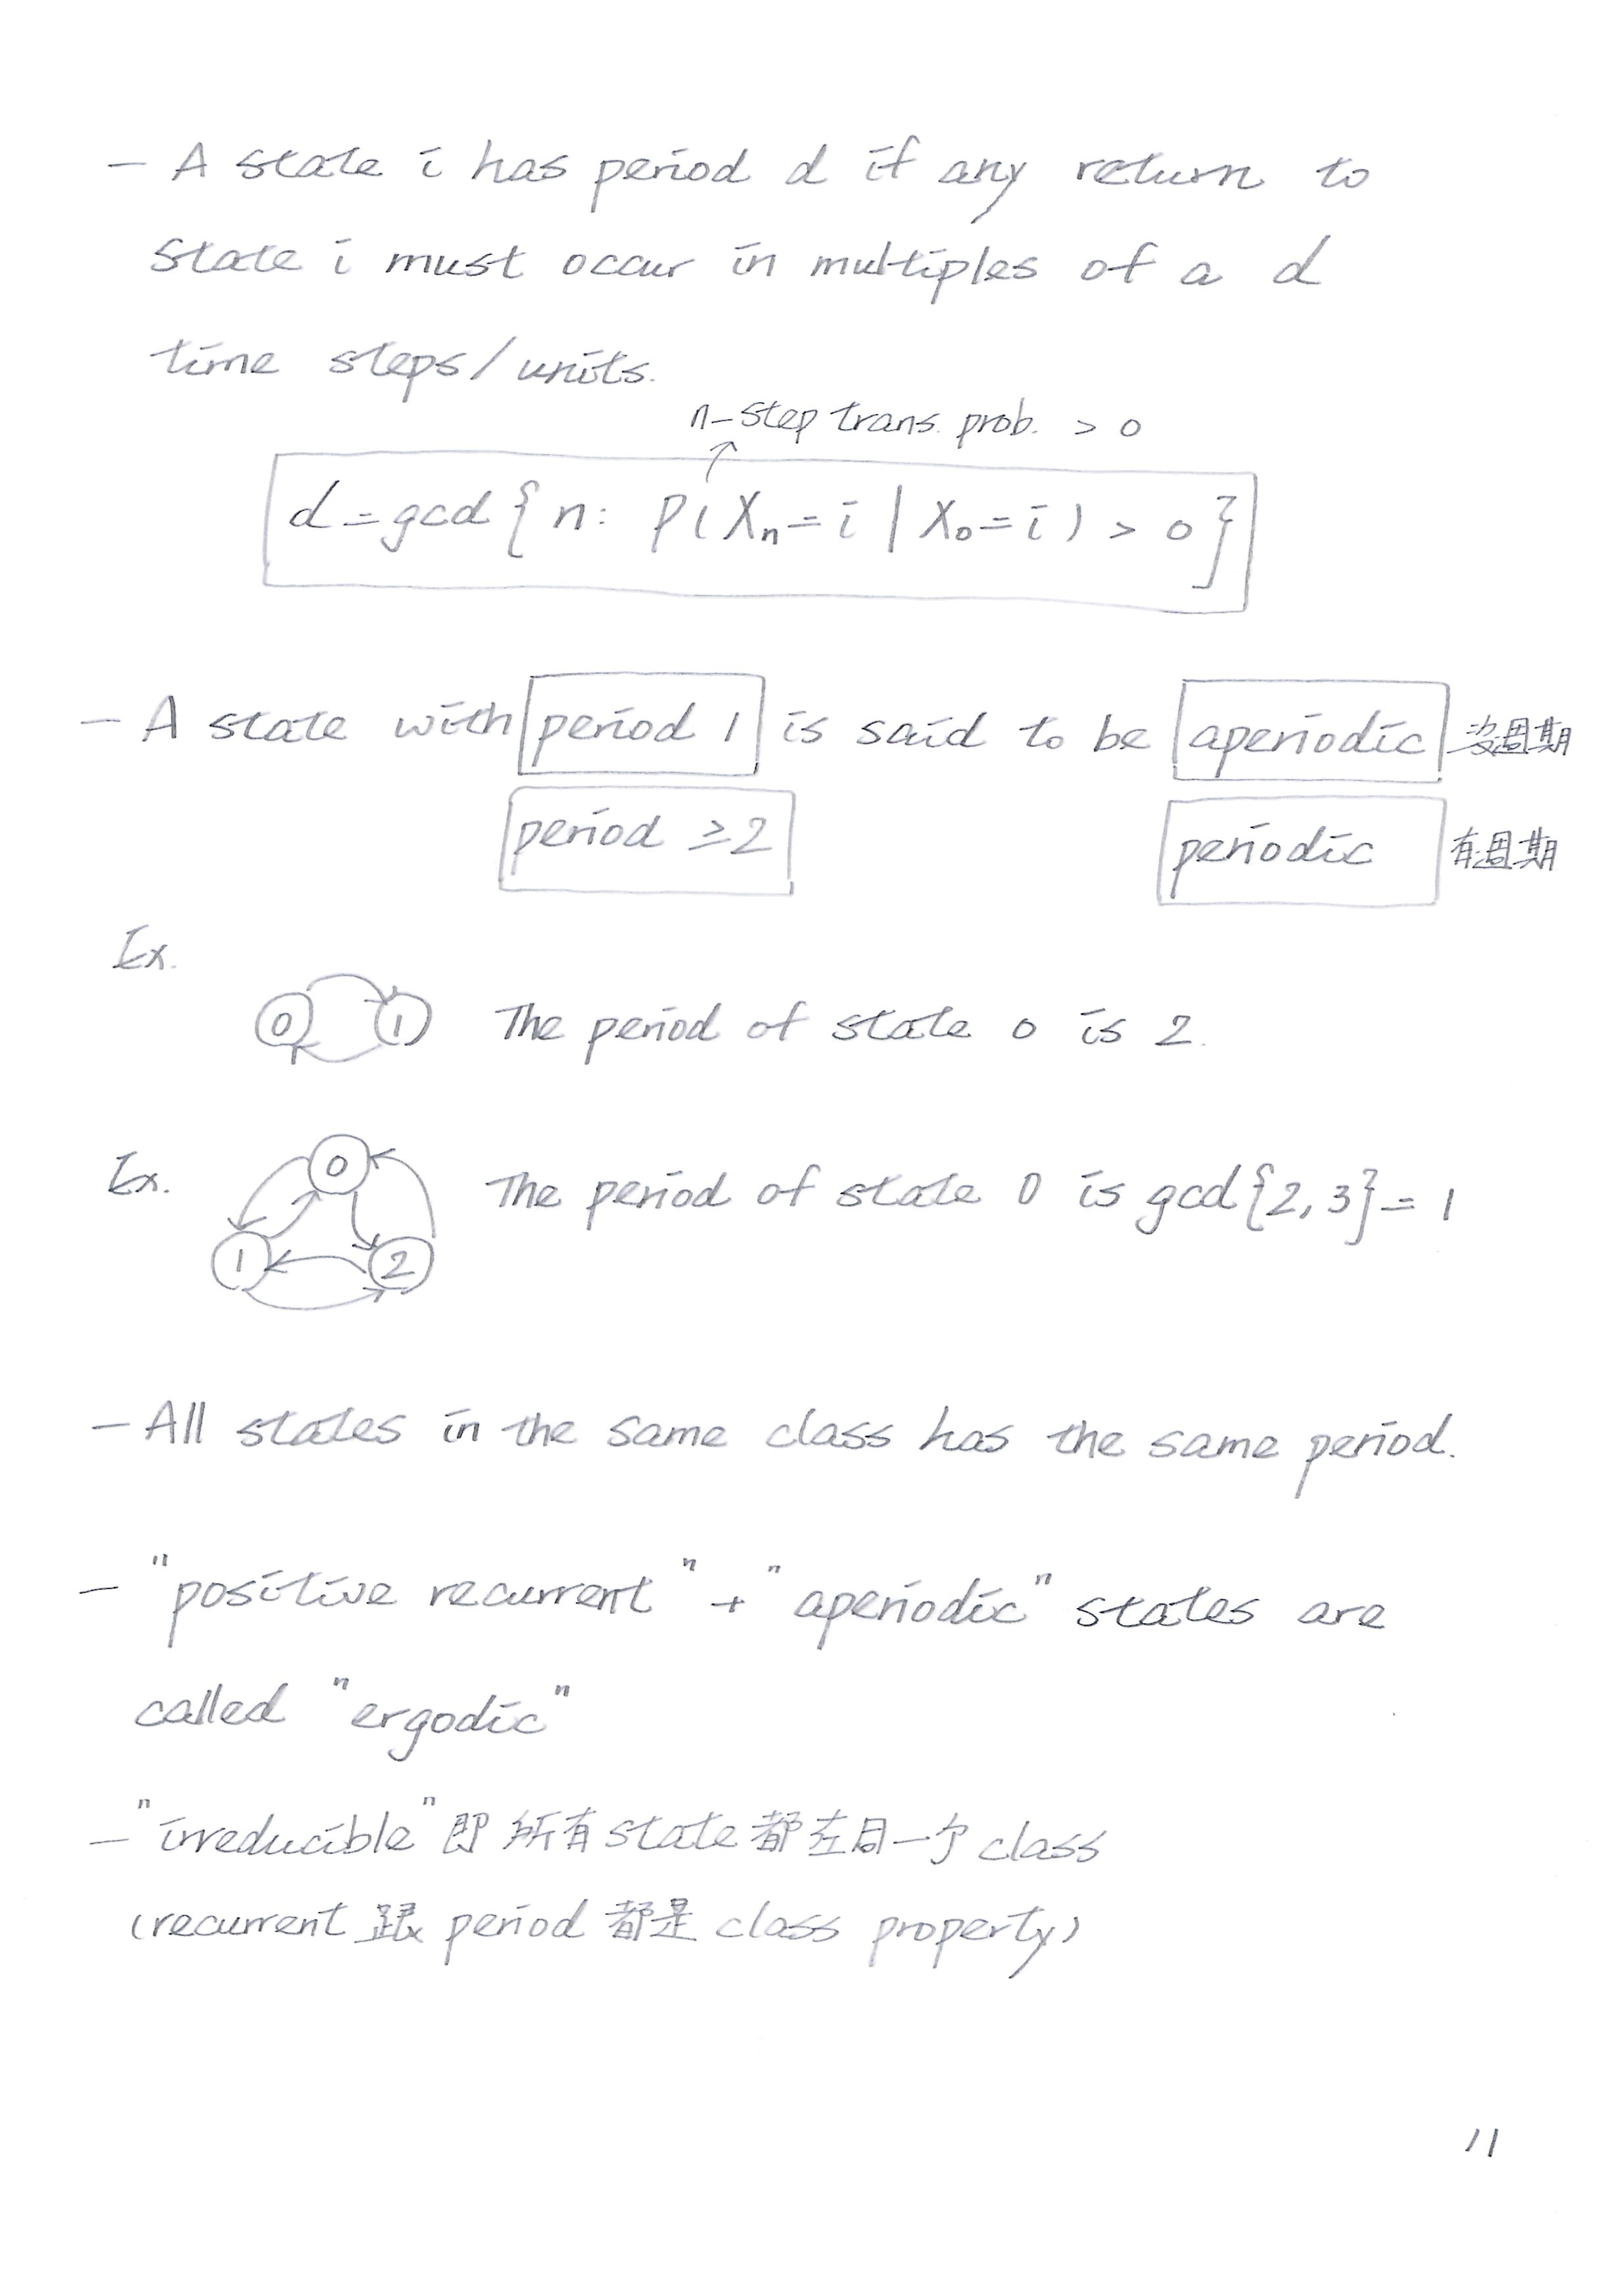 — A state i has period d if any return to
state i must occur in multiples of a d
time steps/units.
n-step trans. prob. > 0
d = gcd { n: P(Xn = i | X0 = i) > 0 }
— A state with period 1 is said to be aperiodic 沒週期
period ≥ 2 periodic 有週期
Ex.
0 1 The period of state 0 is 2.
Ex. 0 The period of state 0 is gcd{2, 3} = 1
1 2
— All states in the same class has the same period.
— "positive recurrent" + "aperiodic" states are
called "ergodic"
— "irreducible" 即 所有 state 都在同一个 class
(recurrent 跟 period 都是 class property)
11